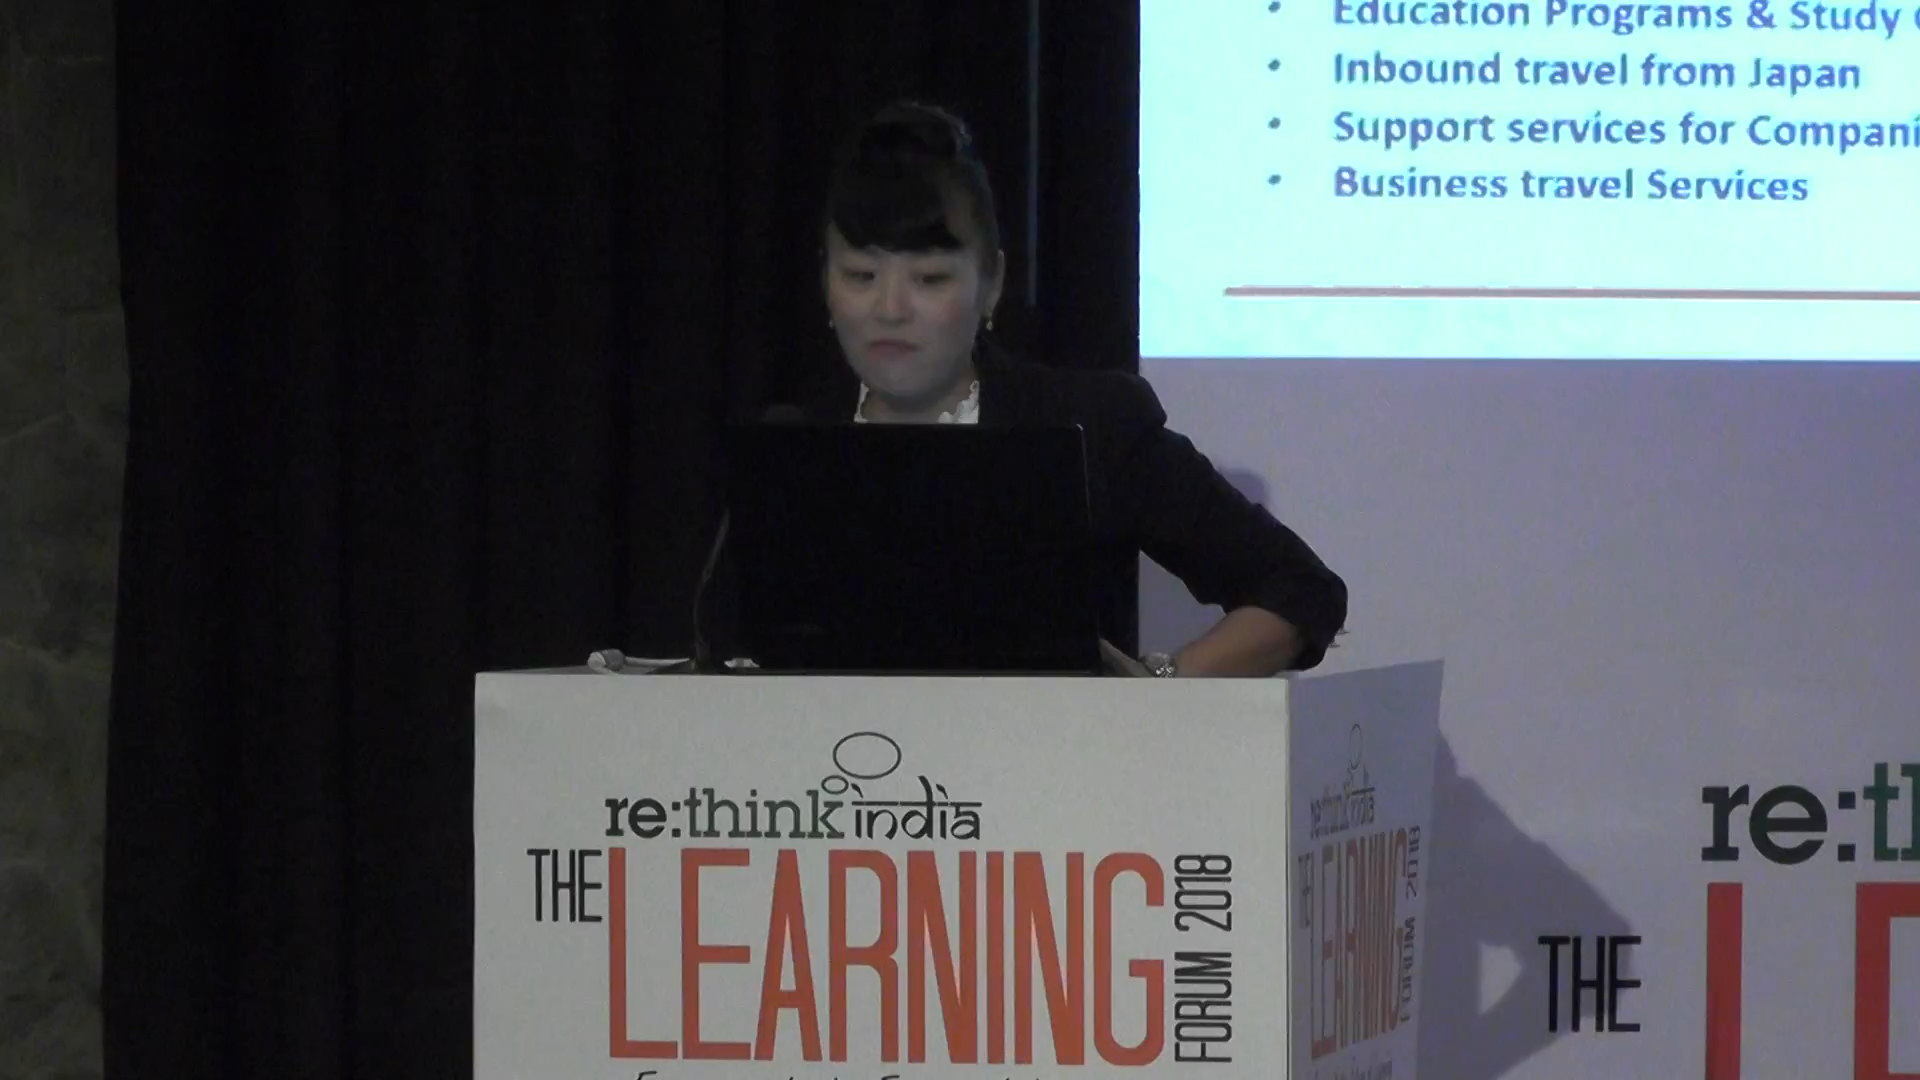 Education Programs & Study
Inbound travel from Japan
Support services for Compani
Business travel Services
re:think india
THE LEARNING FORUM 2018
re:think india
THE LEARNING FORUM 2018
re:th
THE LE